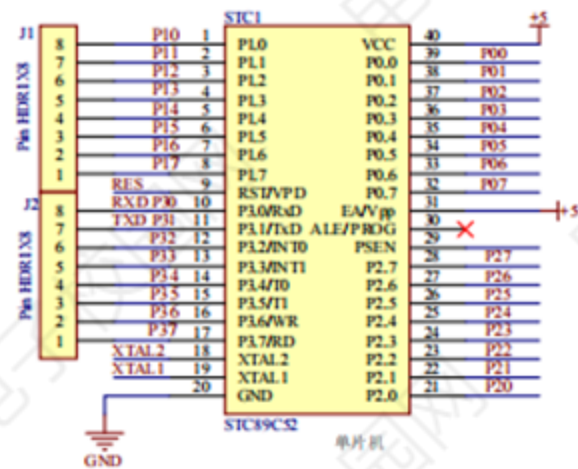 STC1
+5
J1
Pin HDR1X8
8 P10 1 P1.0 VCC 40
7 P11 2 P1.1 P0.0 39 P00
6 P12 3 P1.2 P0.1 38 P01
5 P13 4 P1.3 P0.2 37 P02
4 P14 5 P1.4 P0.3 36 P03
3 P15 6 P1.5 P0.4 35 P04
2 P16 7 P1.6 P0.5 34 P05
1 P17 8 P1.7 P0.6 33 P06
RES 9 RST/VPD P0.7 32 P07
J2
Pin HDR1X8
8 RXD P30 10 P3.0/RxD EA/Vpp 31 +5
7 TXD P31 11 P3.1/TxD ALE/PROG 30
6 P32 12 P3.2/INT0 PSEN 29
5 P33 13 P3.3/INT1 P2.7 28 P27
4 P34 14 P3.4/T0 P2.6 27 P26
3 P35 15 P3.5/T1 P2.5 26 P25
2 P36 16 P3.6/WR P2.4 25 P24
1 P37 17 P3.7/RD P2.3 24 P23
XTAL2 18 XTAL2 P2.2 23 P22
XTAL1 19 XTAL1 P2.1 22 P21
20 GND P2.0 21 P20
STC89C52
单片机
GND